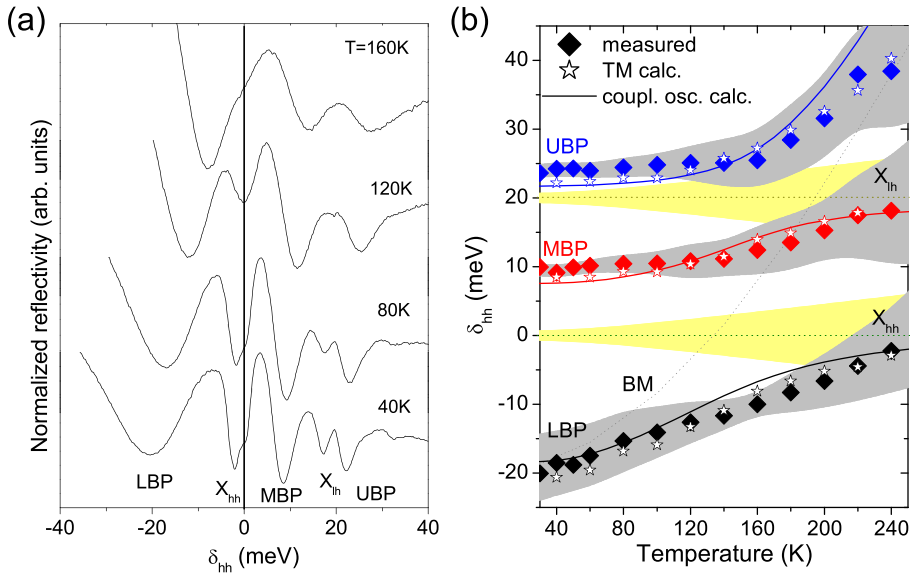 (a)
T=160K
120K
80K
40K
LBP
X_hh
MBP
X_lh
UBP
-40 -20 0 20 40
δ_hh (meV)
Normalized reflectivity (arb. units)
(b)
measured
TM calc.
coupl. osc. calc.
UBP
X_lh
MBP
X_hh
BM
LBP
40
30
20
10
0
-10
-20
δ_hh (meV)
40 80 120 160 200 240
Temperature (K)